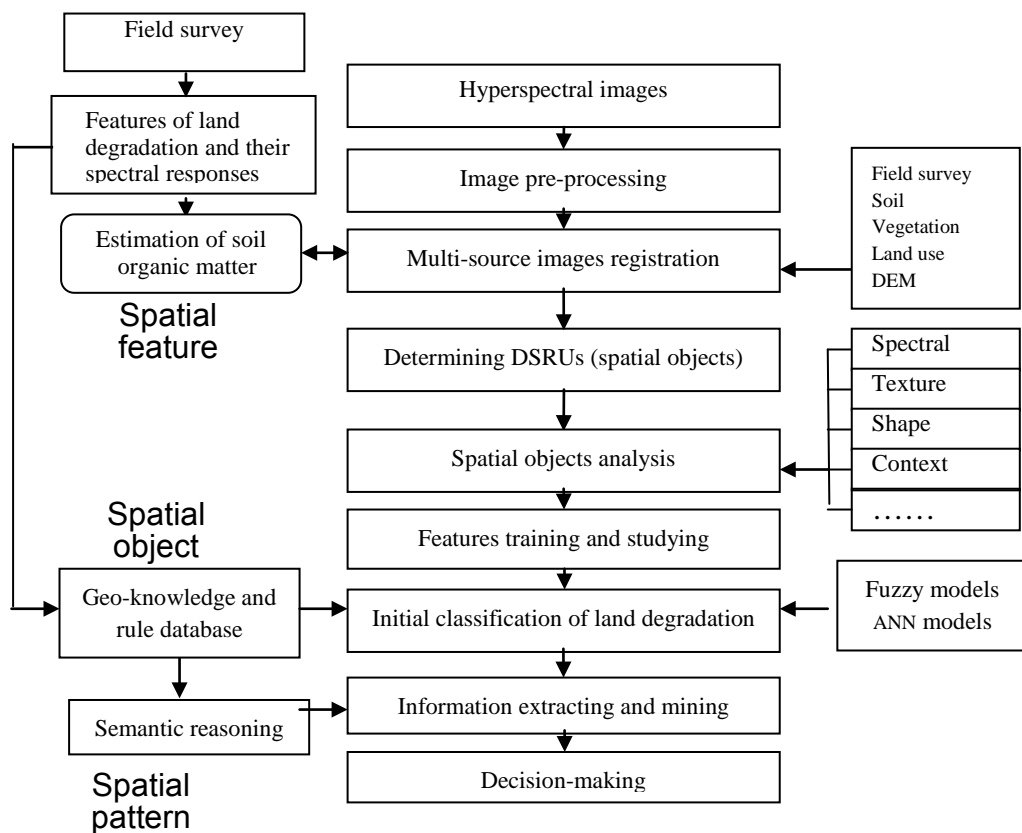 Field survey
Features of land
degradation and their
spectral responses
Estimation of soil
organic matter
Spatial
feature
Spatial
object
Geo-knowledge and
rule database
Semantic reasoning
Spatial
pattern
Hyperspectral images
Image pre-processing
Multi-source images registration
Determining DSRUs (spatial objects)
Spatial objects analysis
Features training and studying
Initial classification of land degradation
Information extracting and mining
Decision-making
Field survey
Soil
Vegetation
Land use
DEM
Spectral
Texture
Shape
Context
……
Fuzzy models
ANN models